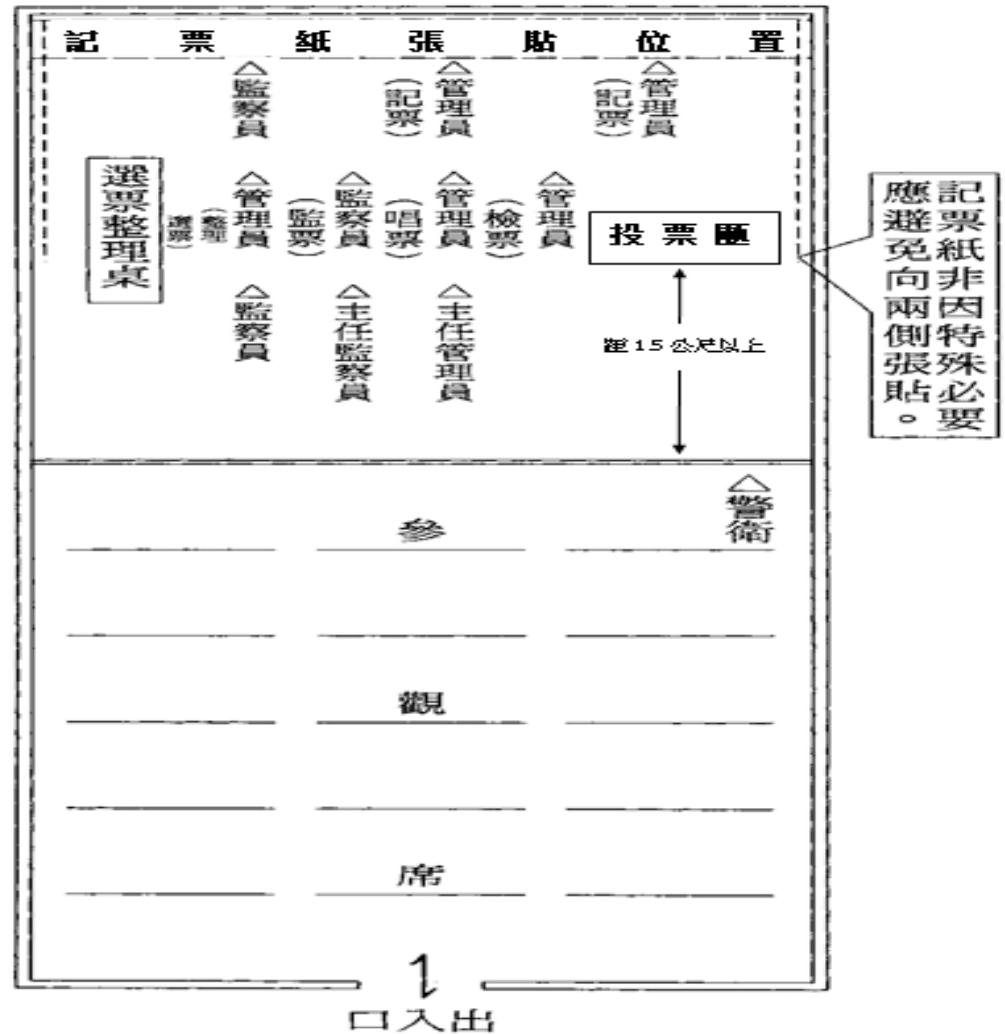 記票紙張貼位置
△監察員
△管理員
(記票)
△管理員
(記票)
選票整理桌
△管理員
(整理
選票)
△監察員
(監票)
△管理員
(唱票)
△管理員
(檢票)
投票匭
△監察員
△主任監察員
△主任管理員
距1.5公尺以上
記票紙非因特殊必要
應避免向兩側張貼。
△警衛
參
觀
席
口入出